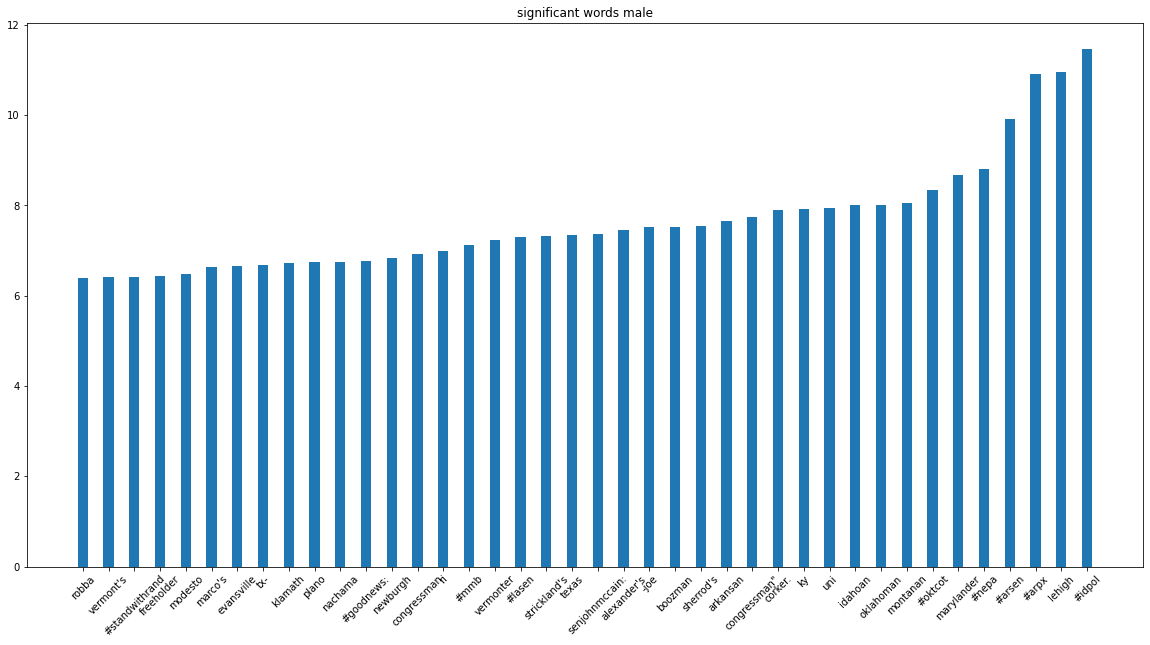 significant words male
12
10
8
6
4
2
0
robba
vermont's
#standwithrand
freeholder
modesto
marco's
evansville
tx-
klamath
plano
nachama
#goodnews:
newburgh
congressman,
#mmb
vermonter
#lasen
strickland's
texas
senjohnmccain:
alexander's
boozman
sherrod's
arkansan
congressman"
corker.
ky
uni
idahoan
oklahoman
montanan
#oktcot
marylander
#nepa
#arsen
#arpx
lehigh
#idpol